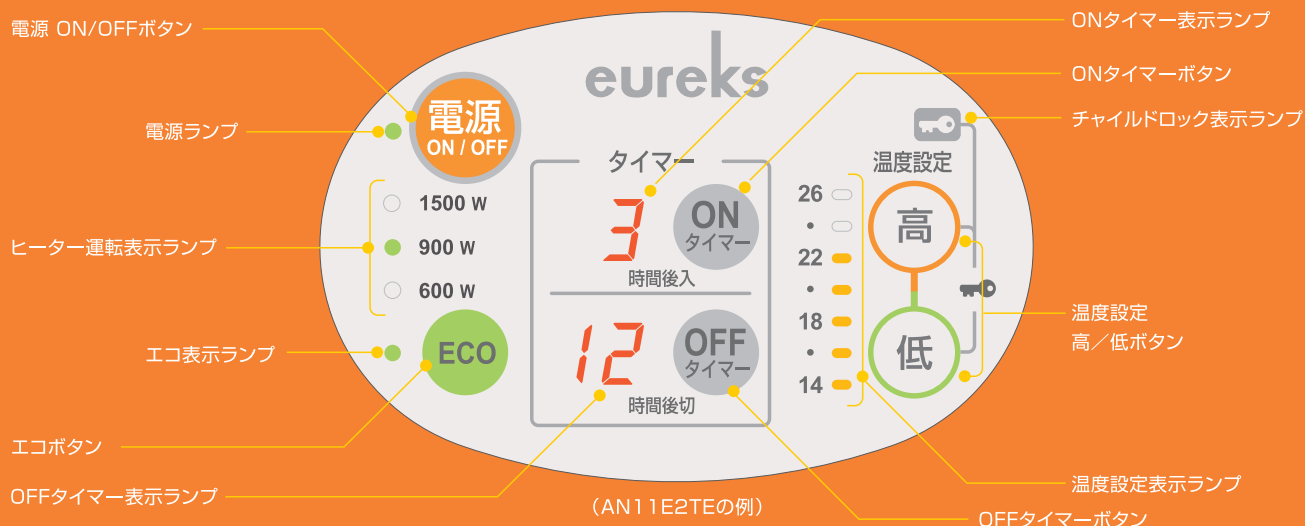 電源 ON/OFFボタン
電源ランプ
ヒーター運転表示ランプ
エコ表示ランプ
エコボタン
OFFタイマー表示ランプ
eureks
電源
ON / OFF
1500 W
900 W
600 W
ECO
タイマー
3
時間後入
ON
タイマー
12
時間後切
OFF
タイマー
温度設定
26
•
22
•
18
•
14
高
低
(AN11E2TEの例)
ONタイマー表示ランプ
ONタイマーボタン
チャイルドロック表示ランプ
温度設定
高/低ボタン
温度設定表示ランプ
OFFタイマーボタン